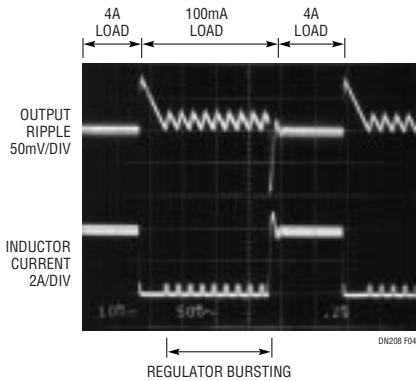 4A
LOAD
100mA
LOAD
4A
LOAD
OUTPUT
RIPPLE
50mV/DIV
INDUCTOR
CURRENT
2A/DIV
DN208 F04
REGULATOR BURSTING